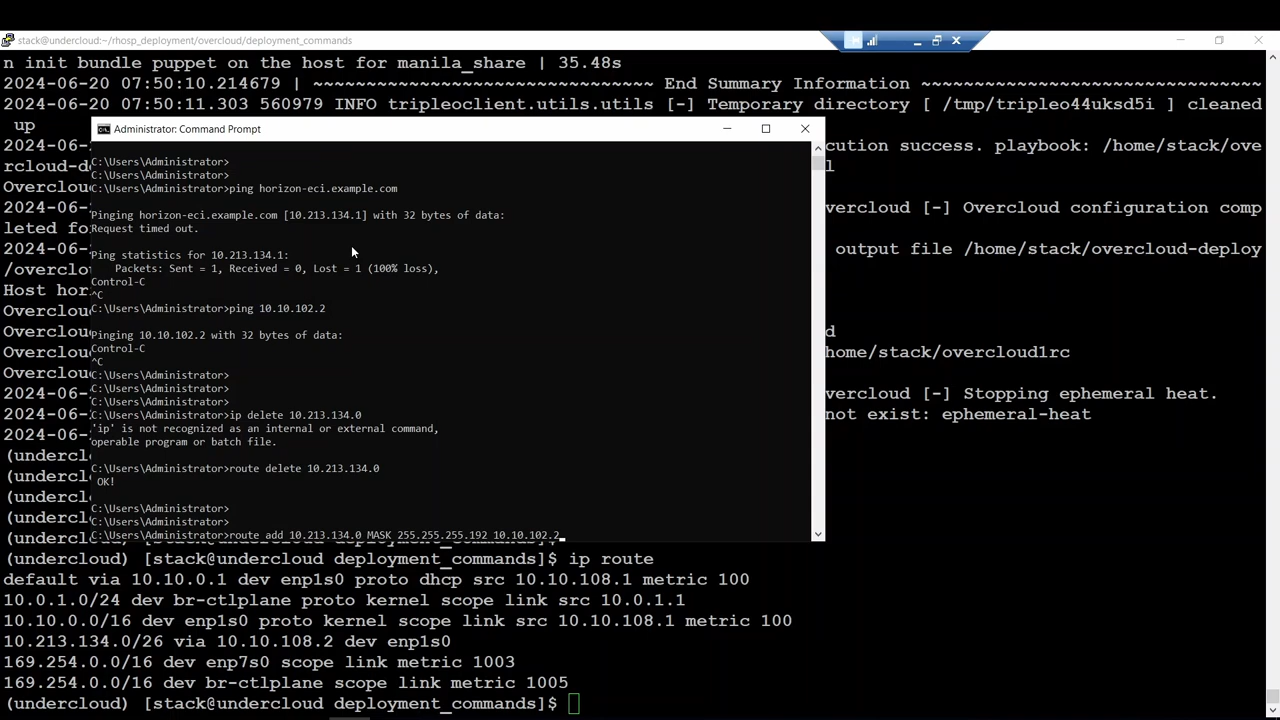 stack@undercloud:~/rhosp_deployment/overcloud/deployment_commands
n init bundle puppet on the host for manila_share | 35.48s
2024-06-20 07:50:10.214679 | ~~~~~~~~~~~~~~~~~~~~~~~~~~~~~~ End Summary Information ~~~~~~~~~~~~~~~~~~~~~~~~~~~~~~
2024-06-20 07:50:11.303 560979 INFO tripleoclient.utils.utils [-] Temporary directory [ /tmp/tripleo44uksd5i ] cleaned
up
Administrator: Command Prompt
2024-06-
cution success. playbook: /home/stack/ove
rcloud-de
l
Overclou
2024-06-
vercloud [-] Overcloud configuration comp
leted fo
2024-06-
output file /home/stack/overcloud-deploy
/overclo
Host hor
Overclou
Overclou
d
Overclou
home/stack/overcloud1rc
Overclou
2024-06-
vercloud [-] Stopping ephemeral heat.
2024-06-
not exist: ephemeral-heat
2024-06-
(undercl
(undercl
(undercl
(undercl
C:\Users\Administrator>
C:\Users\Administrator>
C:\Users\Administrator>ping horizon-eci.example.com
Pinging horizon-eci.example.com [10.213.134.1] with 32 bytes of data:
Request timed out.
Ping statistics for 10.213.134.1:
Packets: Sent = 1, Received = 0, Lost = 1 (100% loss),
Control-C
^C
C:\Users\Administrator>ping 10.10.102.2
Pinging 10.10.102.2 with 32 bytes of data:
Control-C
^C
C:\Users\Administrator>
C:\Users\Administrator>
C:\Users\Administrator>
C:\Users\Administrator>ip delete 10.213.134.0
'ip' is not recognized as an internal or external command,
operable program or batch file.
C:\Users\Administrator>route delete 10.213.134.0
OK!
C:\Users\Administrator>
C:\Users\Administrator>
C:\Users\Administrator>route add 10.213.134.0 MASK 255.255.255.192 10.10.102.2
(undercloud) [stack@undercloud deployment_commands]$ ip route
default via 10.10.0.1 dev enp1s0 proto dhcp src 10.10.108.1 metric 100
10.0.1.0/24 dev br-ctlplane proto kernel scope link src 10.0.1.1
10.10.0.0/16 dev enp1s0 proto kernel scope link src 10.10.108.1 metric 100
10.213.134.0/26 via 10.10.108.2 dev enp1s0
169.254.0.0/16 dev enp7s0 scope link metric 1003
169.254.0.0/16 dev br-ctlplane scope link metric 1005
(undercloud) [stack@undercloud deployment_commands]$